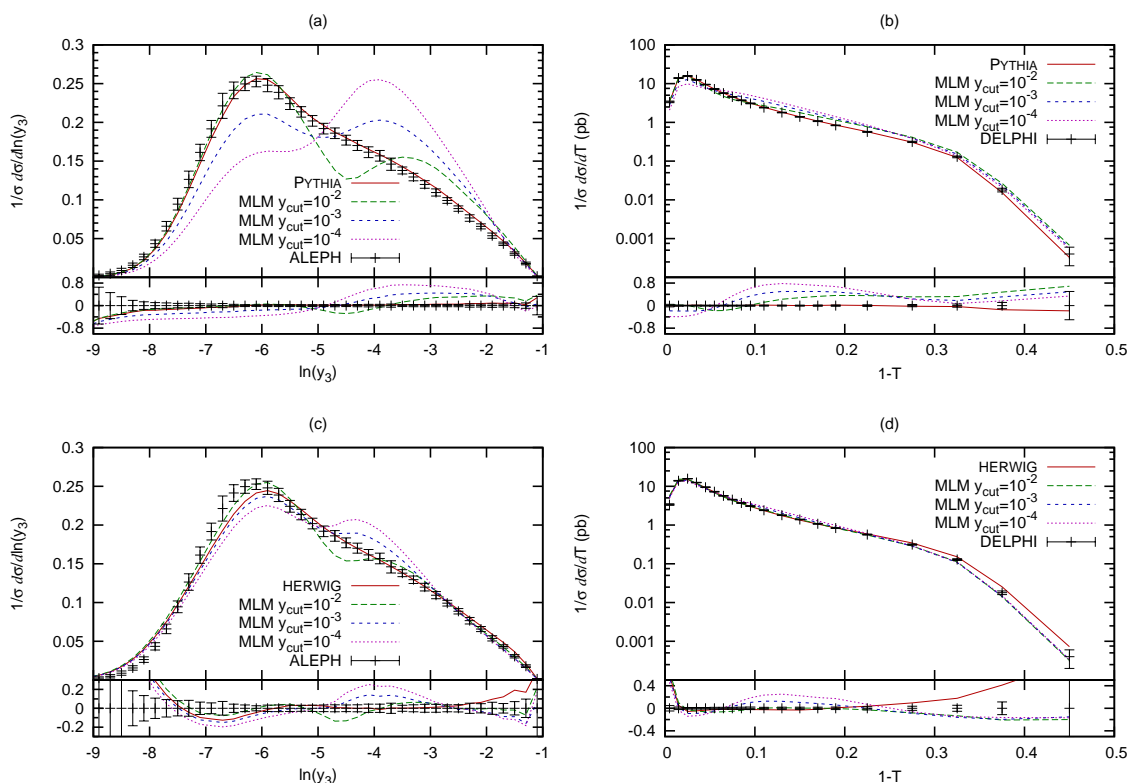 (a)
0.3
0.25
0.2
0.15
0.1
0.05
1/σ dσ/dln(y3)
PYTHIA
MLM ycut=10-2
MLM ycut=10-3
MLM ycut=10-4
ALEPH
0.8
0
-0.8
-9 -8 -7 -6 -5 -4 -3 -2 -1
ln(y3)
(b)
100
10
1
0.1
0.01
0.001
1/σ dσ/dT (pb)
PYTHIA
MLM ycut=10-2
MLM ycut=10-3
MLM ycut=10-4
DELPHI
0.8
0
-0.8
0 0.1 0.2 0.3 0.4 0.5
1-T
(c)
0.3
0.25
0.2
0.15
0.1
0.05
1/σ dσ/dln(y3)
HERWIG
MLM ycut=10-2
MLM ycut=10-3
MLM ycut=10-4
ALEPH
0.2
0
-0.2
-9 -8 -7 -6 -5 -4 -3 -2 -1
ln(y3)
(d)
100
10
1
0.1
0.01
0.001
1/σ dσ/dT (pb)
HERWIG
MLM ycut=10-2
MLM ycut=10-3
MLM ycut=10-4
DELPHI
0.4
0
-0.4
0 0.1 0.2 0.3 0.4 0.5
1-T